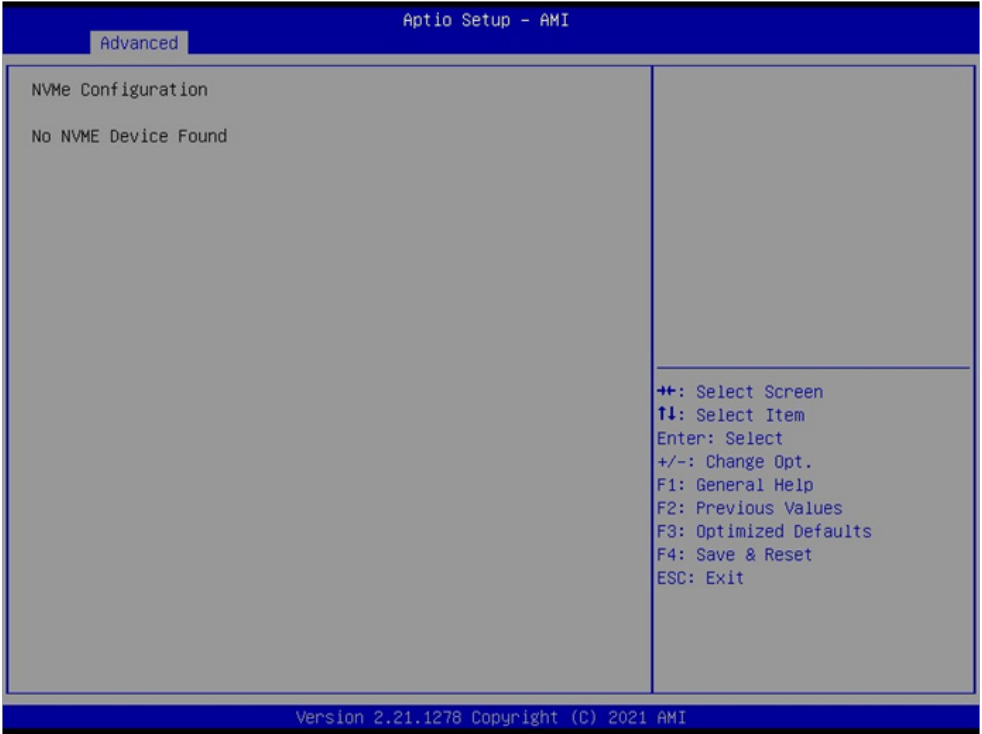 Aptio Setup - AMI
Advanced
NVMe Configuration
No NVME Device Found
→←: Select Screen
↑↓: Select Item
Enter: Select
+/-: Change Opt.
F1: General Help
F2: Previous Values
F3: Optimized Defaults
F4: Save & Reset
ESC: Exit
Version 2.21.1278 Copyright (C) 2021 AMI